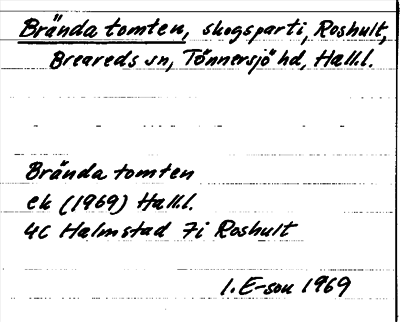 Brända tomten, skogsparti, Roshult,
Breareds sn, Tönnersjö hd, Hall.
Brända tomten
ek (1969) Hall.
4C Halmstad 7i Roshult
I. E-son 1969